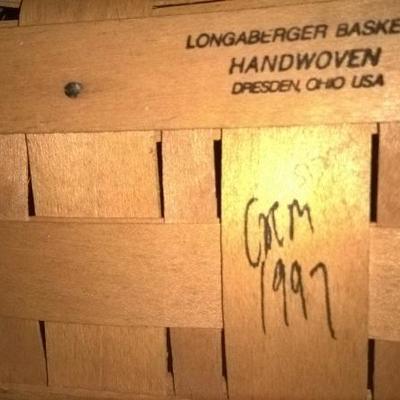 LONGABERGER BASKE
HANDWOVEN
DRESDEN, OHIO USA
1997